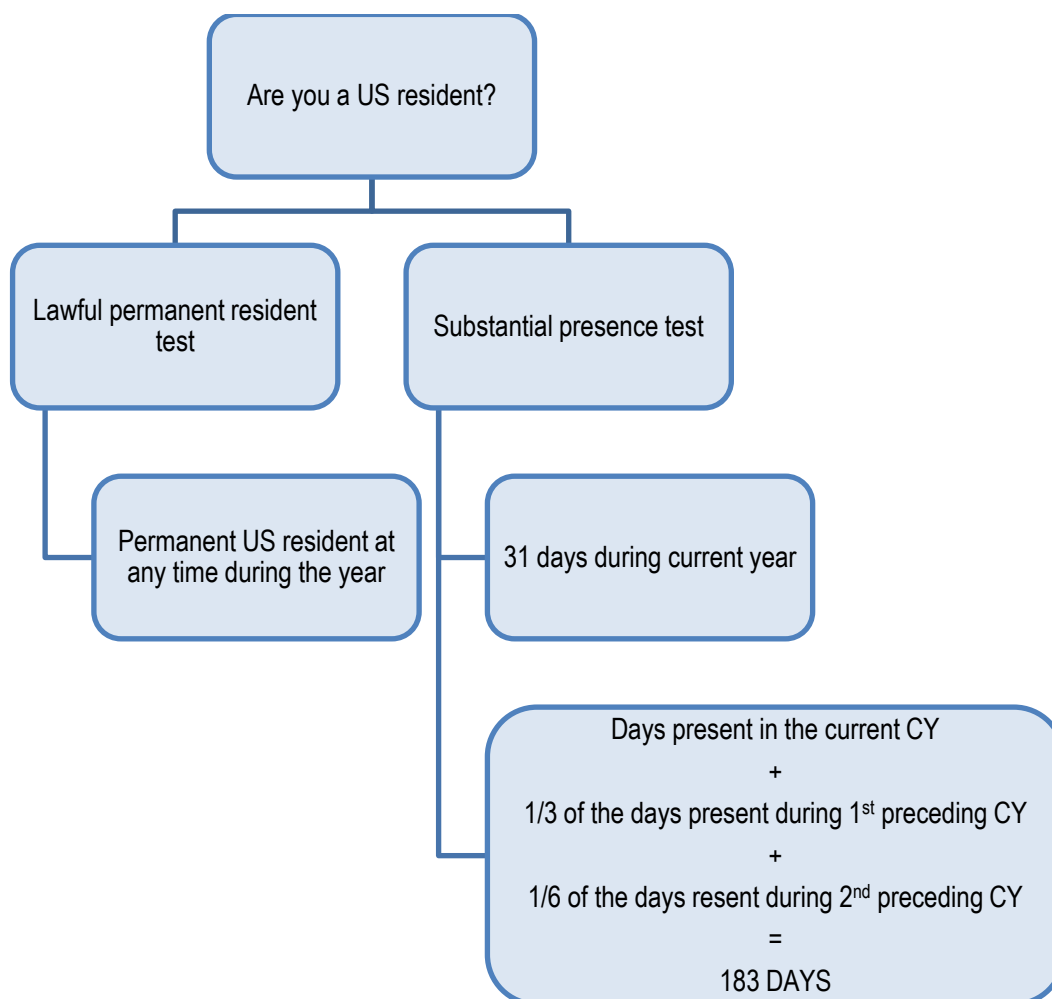 Are you a US resident?
Lawful permanent resident
test
Substantial presence test
Permanent US resident at
any time during the year
31 days during current year
Days present in the current CY
+
1/3 of the days present during 1st preceding CY
+
1/6 of the days resent during 2nd preceding CY
=
183 DAYS